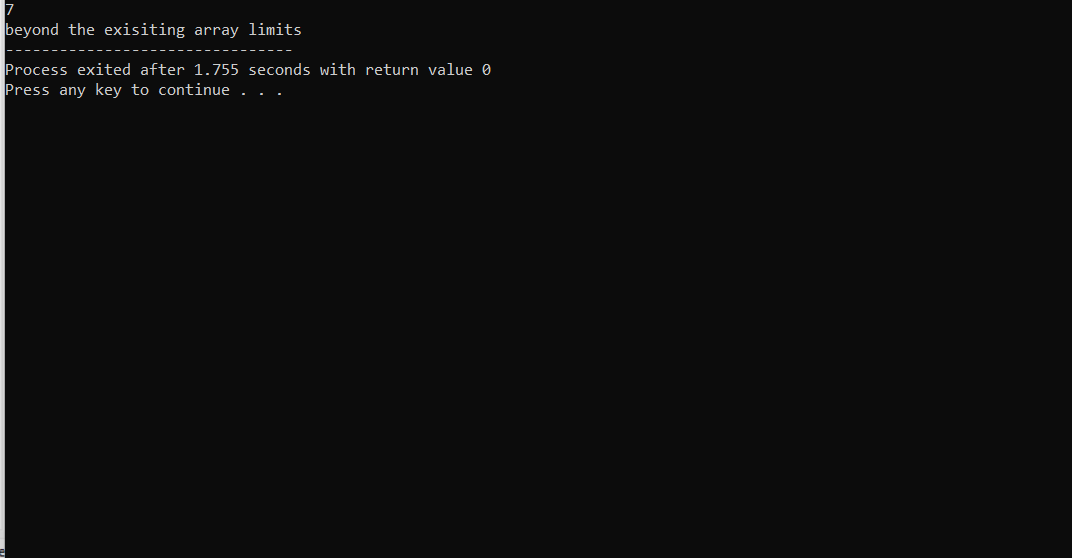 7
beyond the exisiting array limits
--------------------------------
Process exited after 1.755 seconds with return value 0
Press any key to continue . . .
e